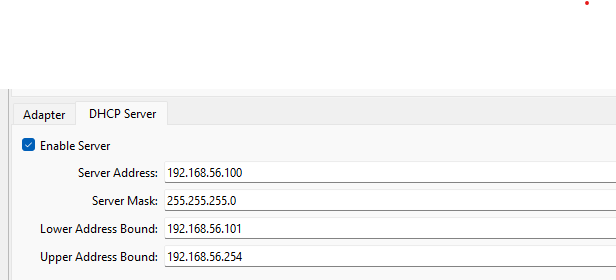 Adapter DHCP Server
Enable Server
Server Address: 192.168.56.100
Server Mask: 255.255.255.0
Lower Address Bound: 192.168.56.101
Upper Address Bound: 192.168.56.254